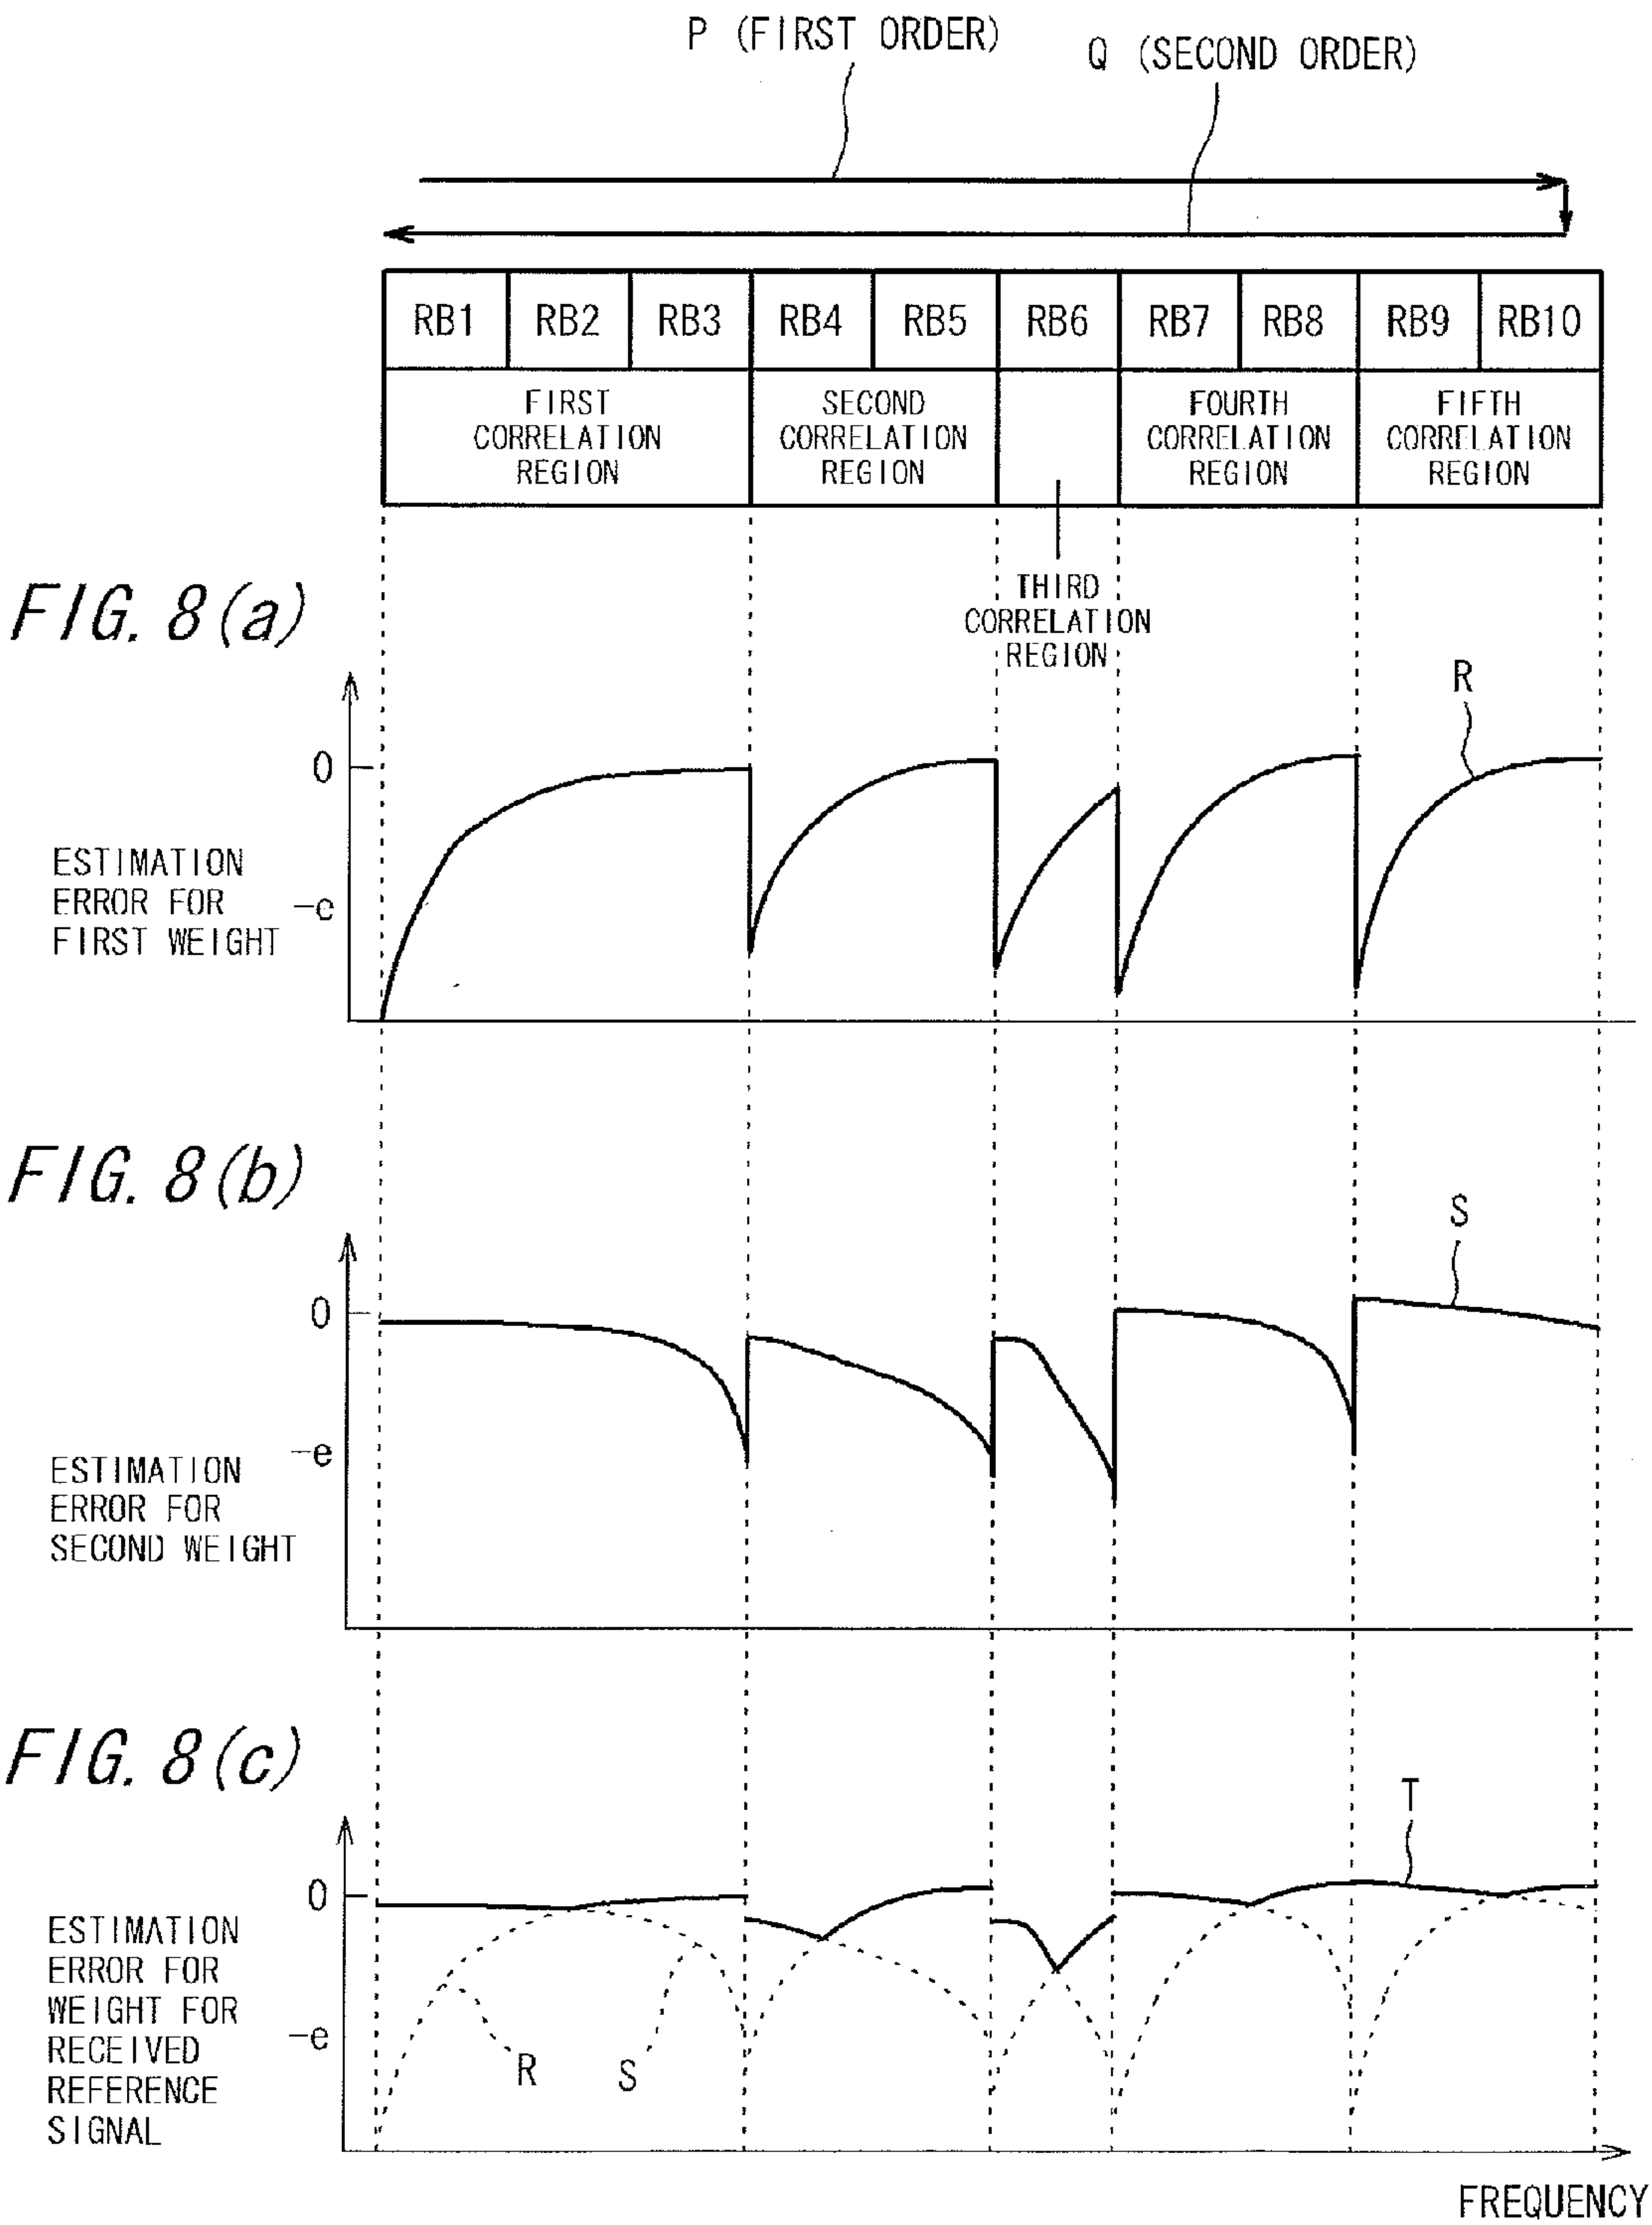 P (FIRST ORDER)
Q (SECOND ORDER)
RB1 RB2 RB3 RB4 RB5 RB6 RB7 RB8 RB9 RB10
FIRST
CORRELATION
REGION
SECOND
CORRELATION
REGION
FOURTH
CORRELATION
REGION
FIFTH
CORRELATION
REGION
THIRD
CORRELATION
REGION
FIG. 8(a)
R
0
-e
ESTIMATION
ERROR FOR
FIRST WEIGHT
FIG. 8(b)
S
0
-e
ESTIMATION
ERROR FOR
SECOND WEIGHT
FIG. 8(c)
T
0
-e
ESTIMATION
ERROR FOR
WEIGHT FOR
RECEIVED
REFERENCE
SIGNAL
R
S
FREQUENCY